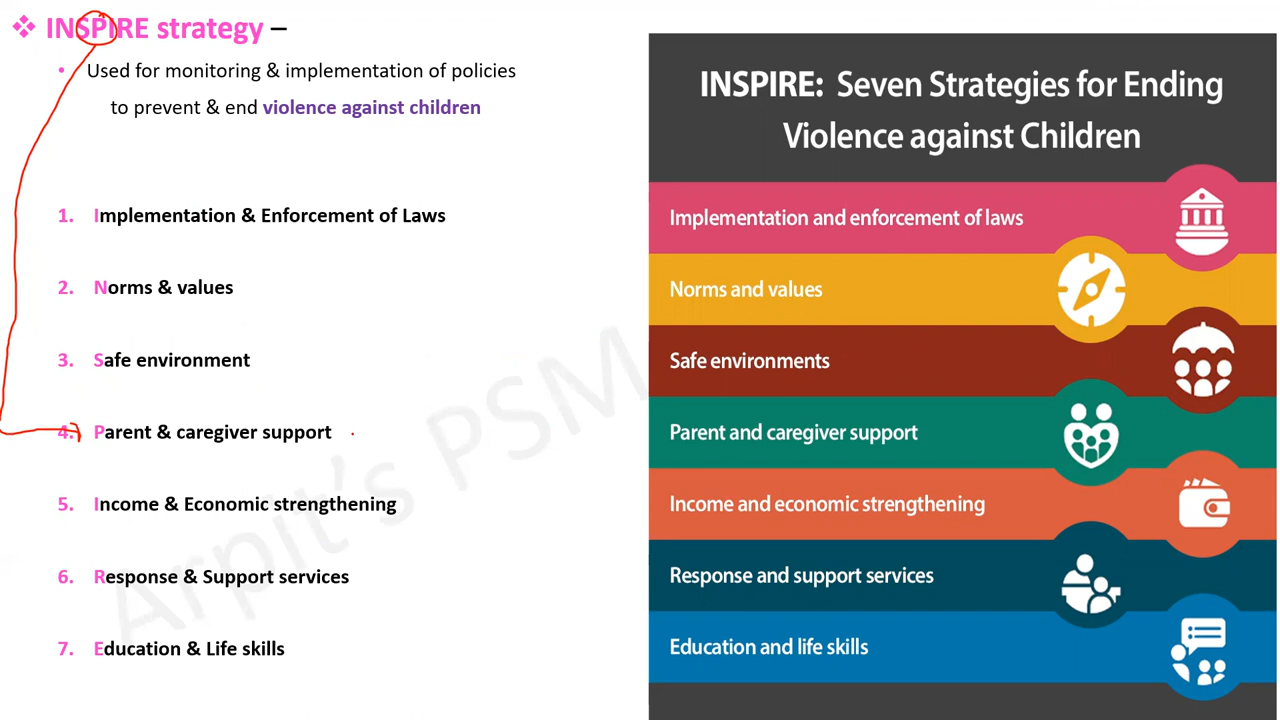 ❖ INSPIRE strategy –
• Used for monitoring & implementation of policies
to prevent & end violence against children
1. Implementation & Enforcement of Laws
2. Norms & values
3. Safe environment
4. Parent & caregiver support
5. Income & Economic strengthening
6. Response & Support services
7. Education & Life skills
Arpit's PSM
INSPIRE: Seven Strategies for Ending
Violence against Children
Implementation and enforcement of laws
Norms and values
Safe environments
Parent and caregiver support
Income and economic strengthening
Response and support services
Education and life skills